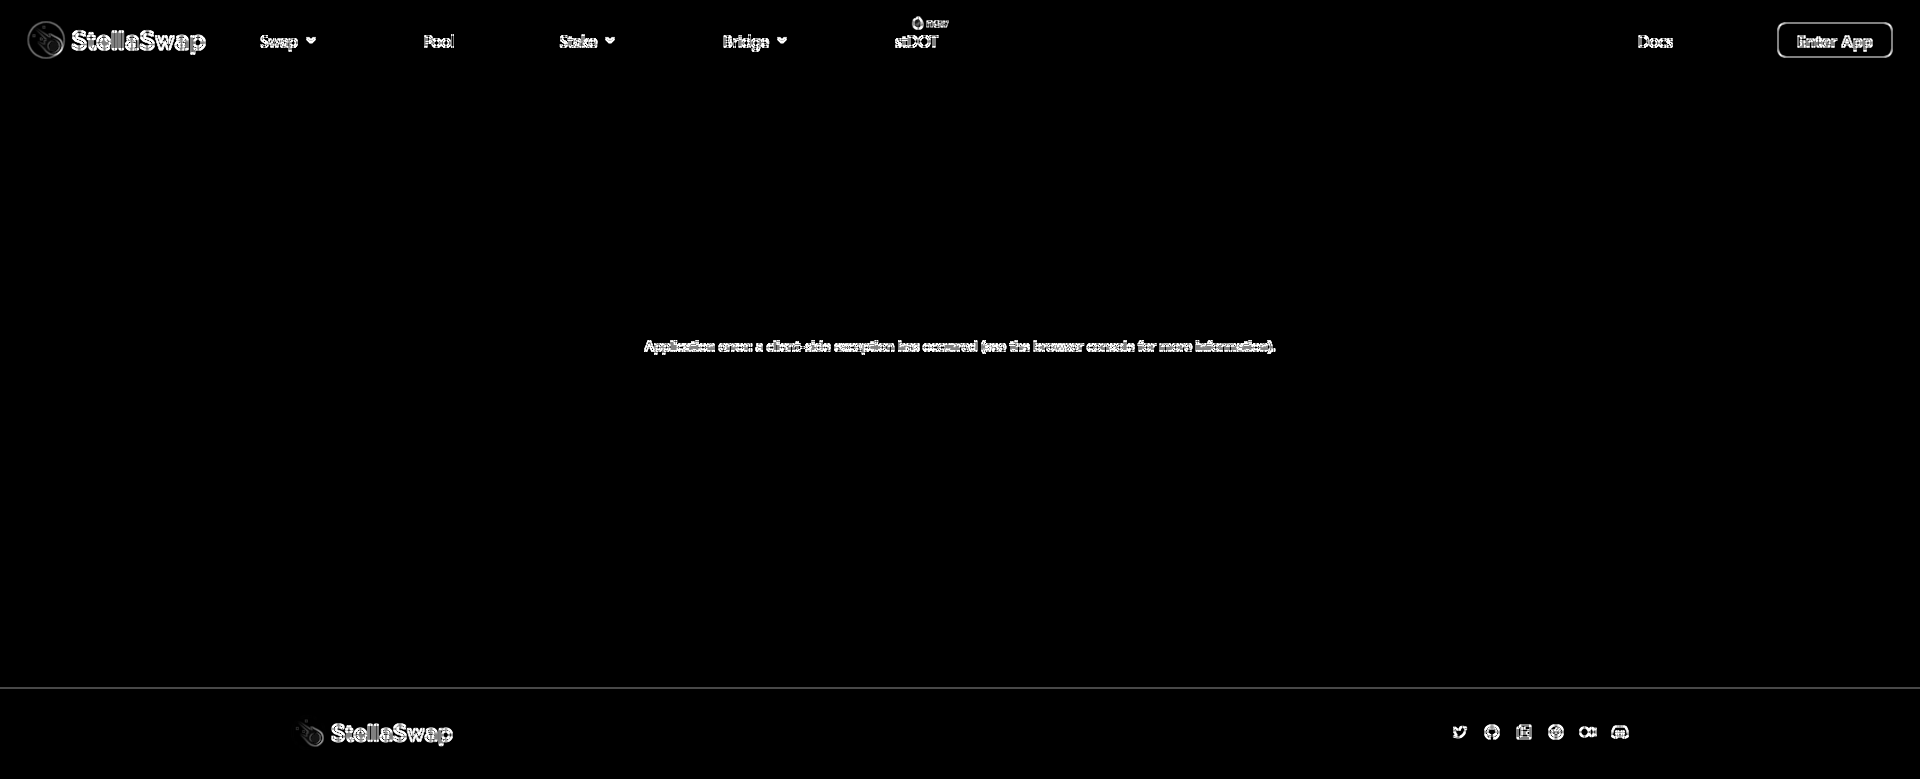 StellaSwap
Swap
Pool
Stake
Bridge
new
stDOT
Docs
Enter App
Application error: a client-side exception has occurred (see the browser console for more information).
StellaSwap